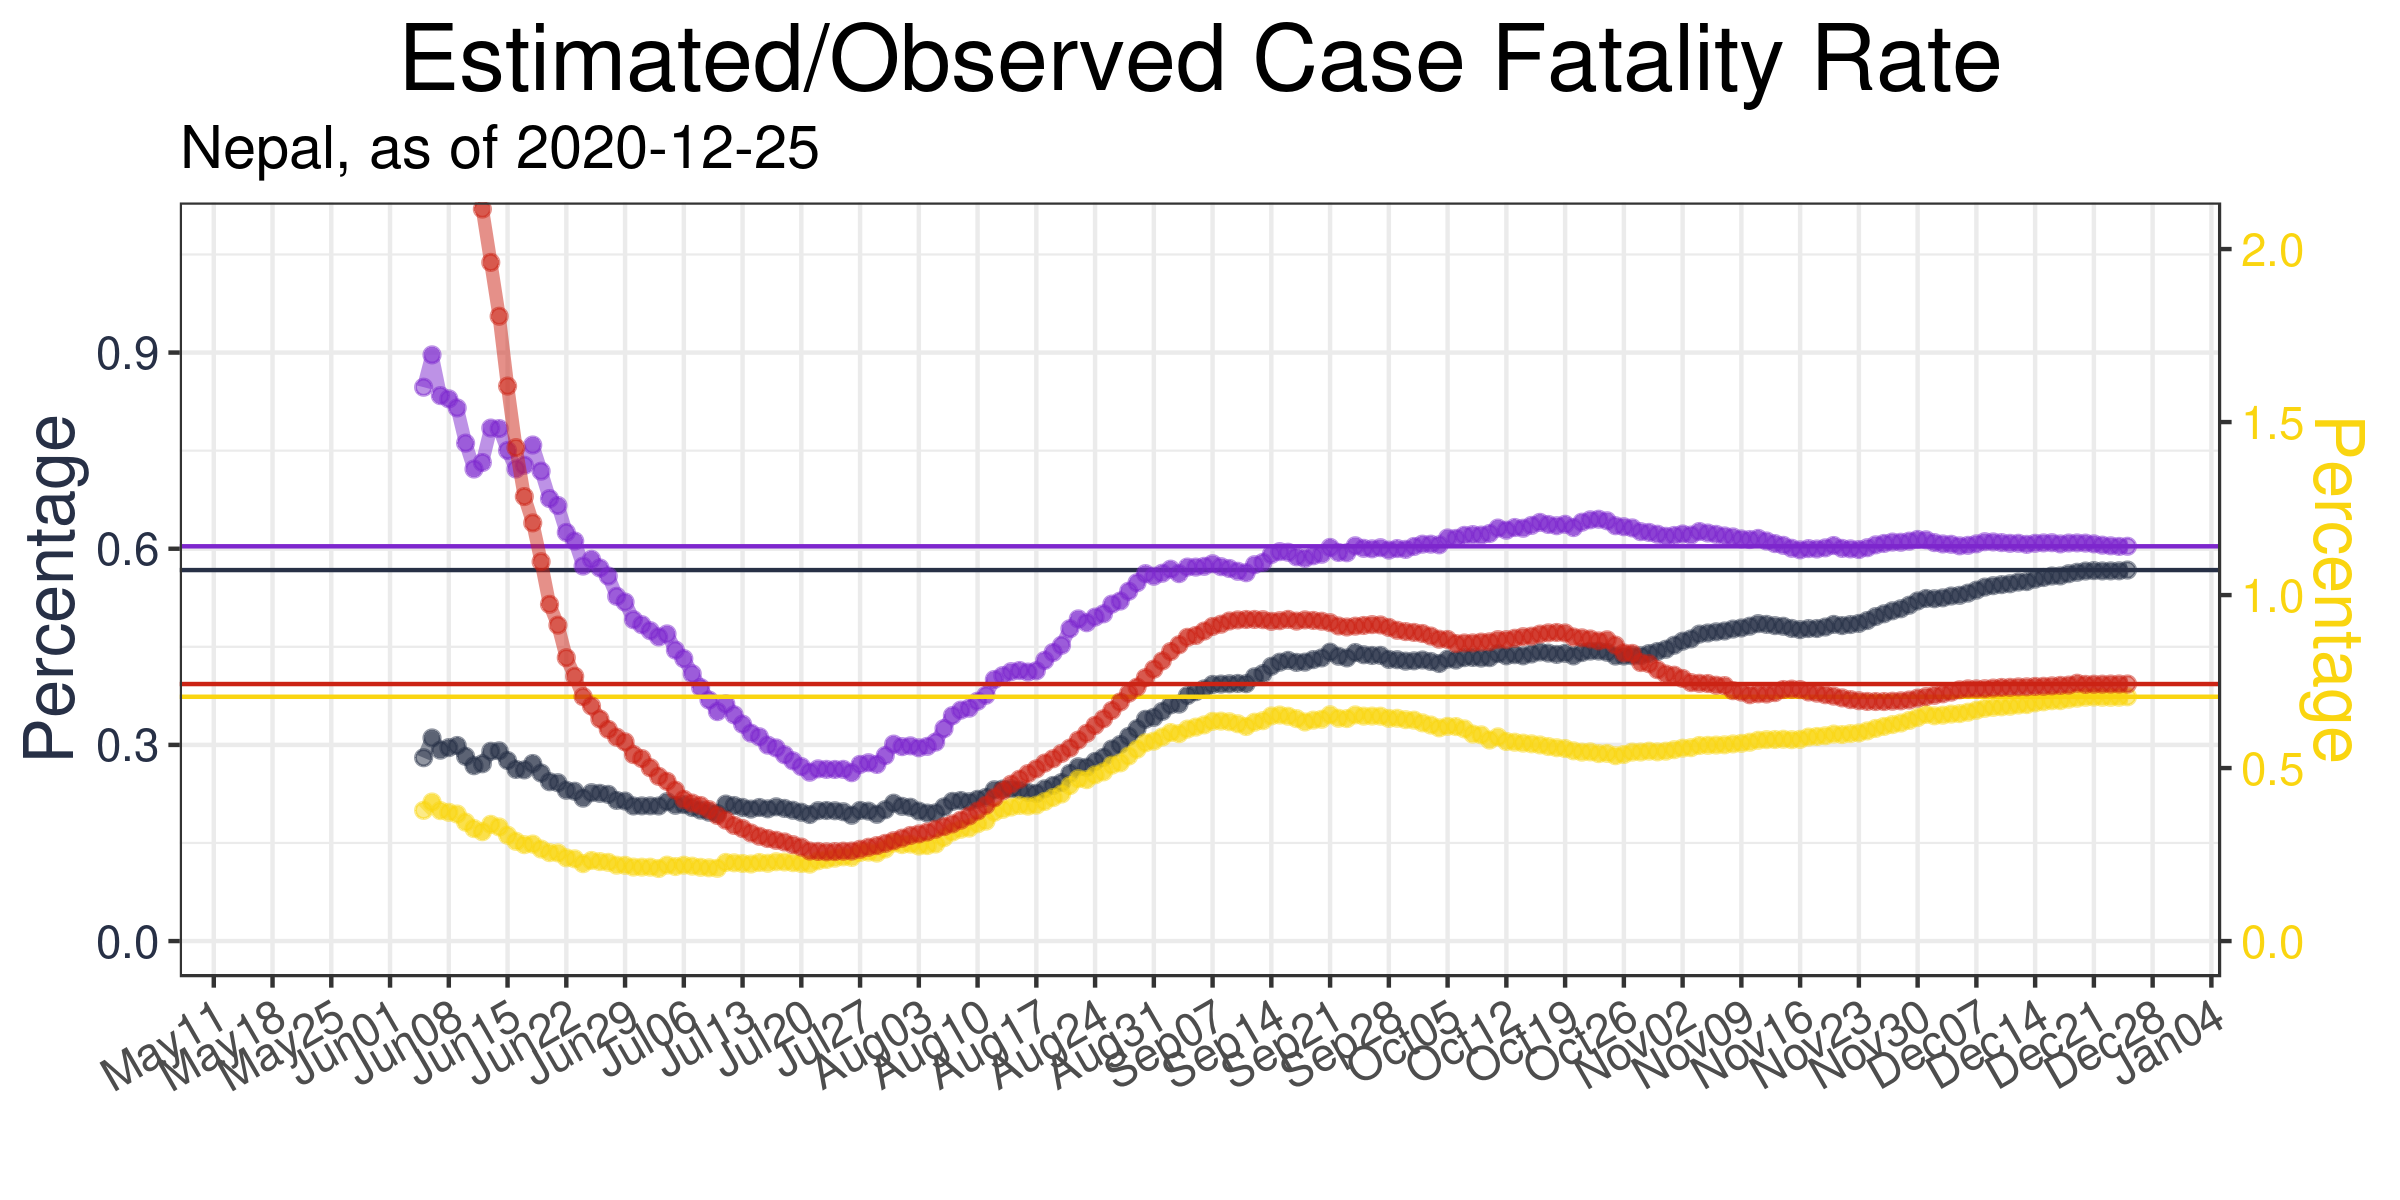 Estimated/Observed Case Fatality Rate
Nepal, as of 2020-12-25
Percentage
0.9
0.6
0.3
0.0
2.0
1.5
1.0
0.5
0.0
Percentage
May11
May18
May25
Jun01
Jun08
Jun15
Jun22
Jun29
Jul06
Jul13
Jul20
Jul27
Aug03
Aug10
Aug17
Aug24
Aug31
Sep07
Sep14
Sep21
Sep28
Oct05
Oct12
Oct19
Oct26
Nov02
Nov09
Nov16
Nov23
Nov30
Dec07
Dec14
Dec21
Dec28
Jan04